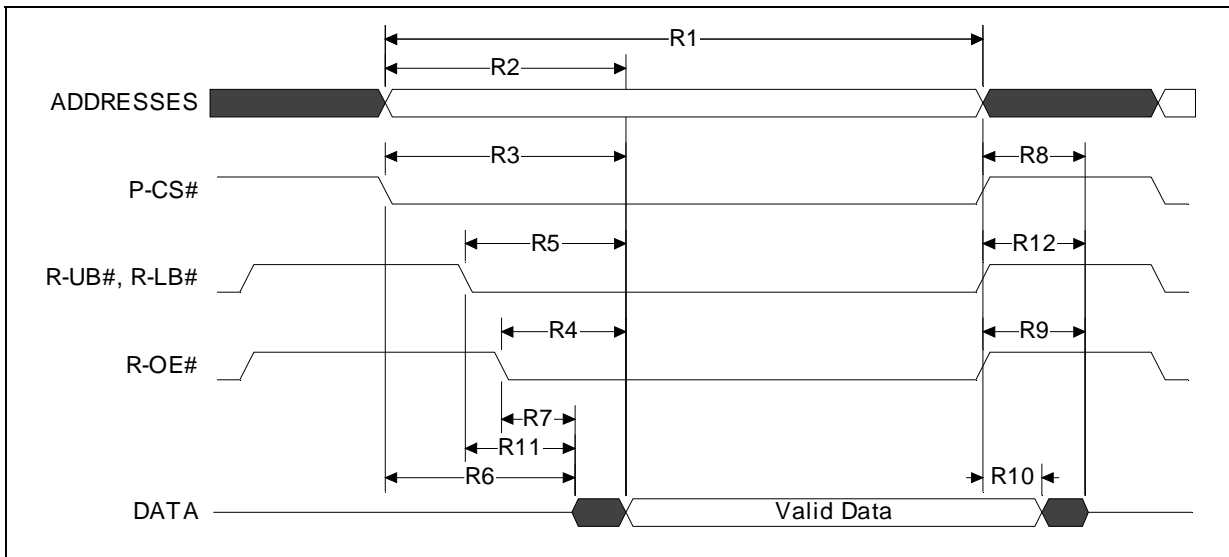 R1
R2
ADDRESSES
R3
R8
P-CS#
R5
R12
R-UB#, R-LB#
R4
R9
R-OE#
R7
R11
R6
R10
DATA
Valid Data